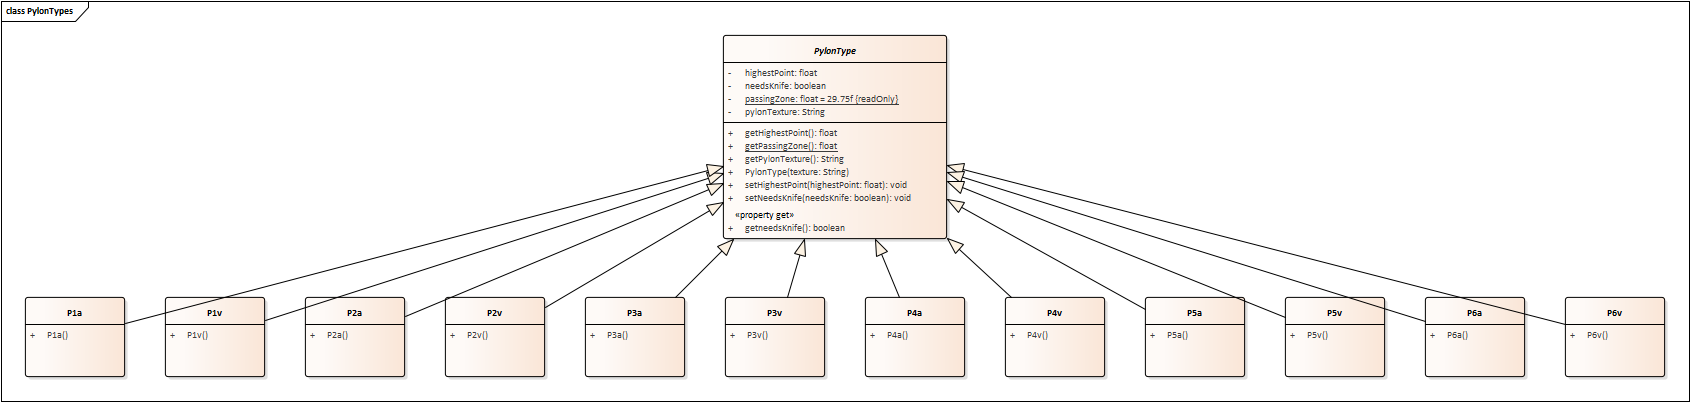 class PylonTypes
PylonType
- highestPoint: float
- needsKnife: boolean
- passingZone: float = 29.75f {readOnly}
- pylonTexture: String
+ getHighestPoint(): float
+ getPassingZone(): float
+ getPylonTexture(): String
+ PylonType(texture: String)
+ setHighestPoint(highestPoint: float): void
+ setNeedsKnife(needsKnife: boolean): void
«property get»
+ getneedsKnife(): boolean
P1a
+ P1a()
P1v
+ P1v()
P2a
+ P2a()
P2v
+ P2v()
P3a
+ P3a()
P3v
+ P3v()
P4a
+ P4a()
P4v
+ P4v()
P5a
+ P5a()
P5v
+ P5v()
P6a
+ P6a()
P6v
+ P6v()